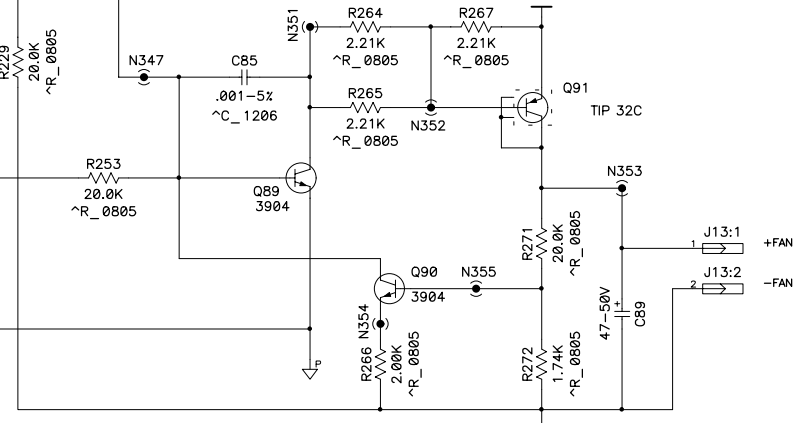 R229
20.0K
^R_0805
N347
C85
.001-5%
^C_1206
N351
R264
2.21K
^R_0805
R267
2.21K
^R_0805
R265
2.21K
^R_0805
N352
Q91
TIP 32C
R253
20.0K
^R_0805
Q89
3904
N353
R271
20.0K
^R_0805
J13:1
1
+FAN
J13:2
2
-FAN
Q90
3904
N355
N354
R266
2.00K
^R_0805
P
R272
1.74K
^R_0805
47-50V
+
C89